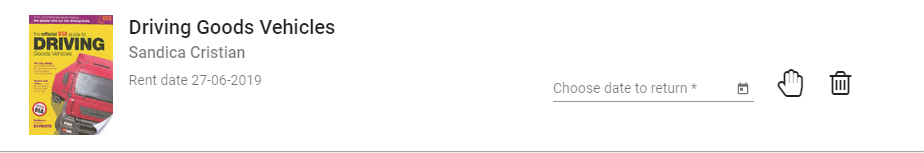 the official DSA guide to
DRIVING
Goods Vehicles
EXPERTS
Driving Goods Vehicles
Sandica Cristian
Rent date 27-06-2019
Choose date to return *